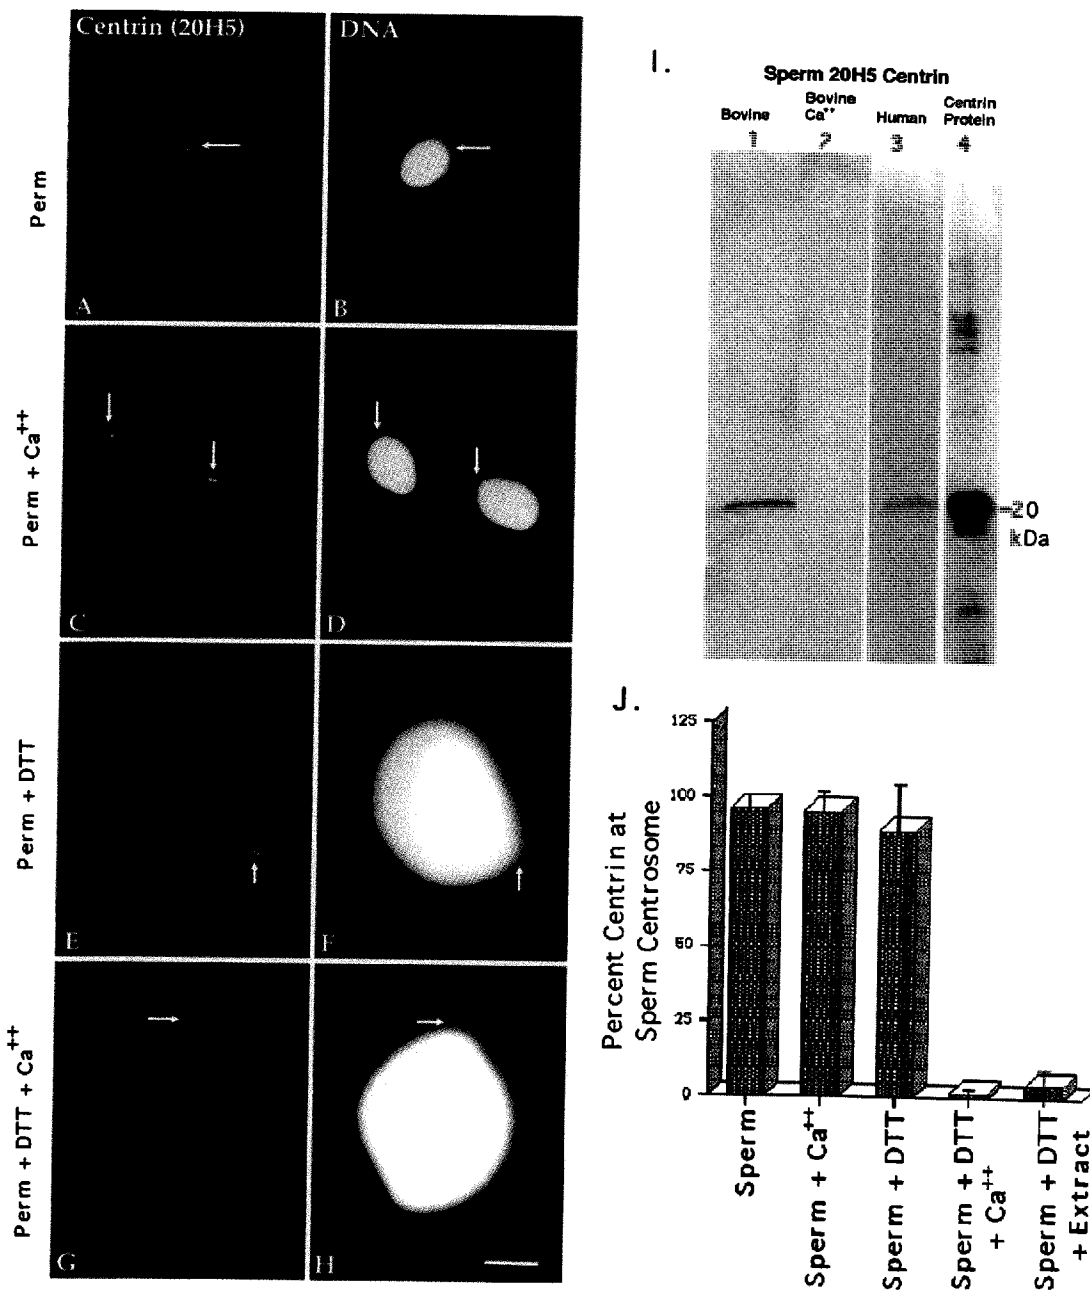 Centrin (20H5)
DNA
Perm
A
B
Perm + Ca++
C
D
Perm + DTT
E
F
Perm + DTT + Ca++
G
H
I.
Sperm 20H5 Centrin
Bovine
Bovine
Ca++
Human
Centrin
Protein
1
2
3
4
20
kDa
J.
Percent Centrin at
Sperm Centrosome
125
100
75
50
25
0
Sperm
Sperm + Ca++
Sperm + DTT
Sperm + DTT
+ Ca++
Sperm + DTT
+ Extract